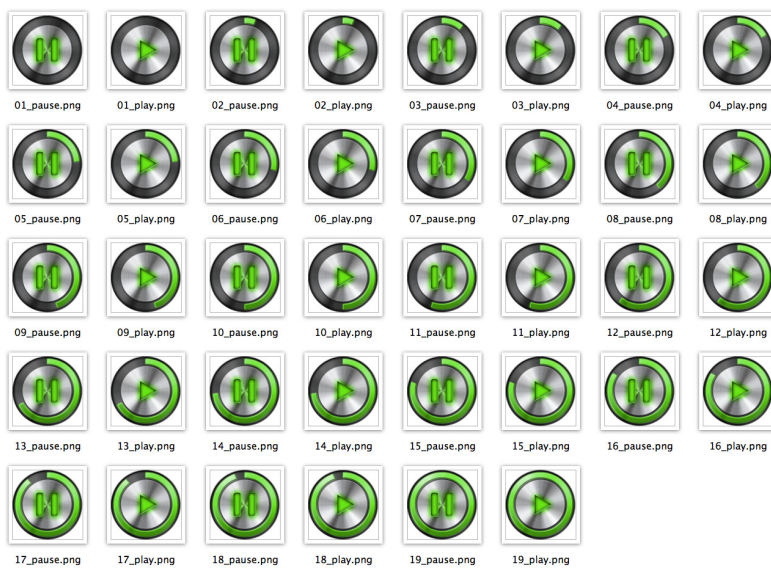 01_pause.png 01_play.png 02_pause.png 02_play.png 03_pause.png 03_play.png 04_pause.png 04_play.png
05_pause.png 05_play.png 06_pause.png 06_play.png 07_pause.png 07_play.png 08_pause.png 08_play.png
09_pause.png 09_play.png 10_pause.png 10_play.png 11_pause.png 11_play.png 12_pause.png 12_play.png
13_pause.png 13_play.png 14_pause.png 14_play.png 15_pause.png 15_play.png 16_pause.png 16_play.png
17_pause.png 17_play.png 18_pause.png 18_play.png 19_pause.png 19_play.png